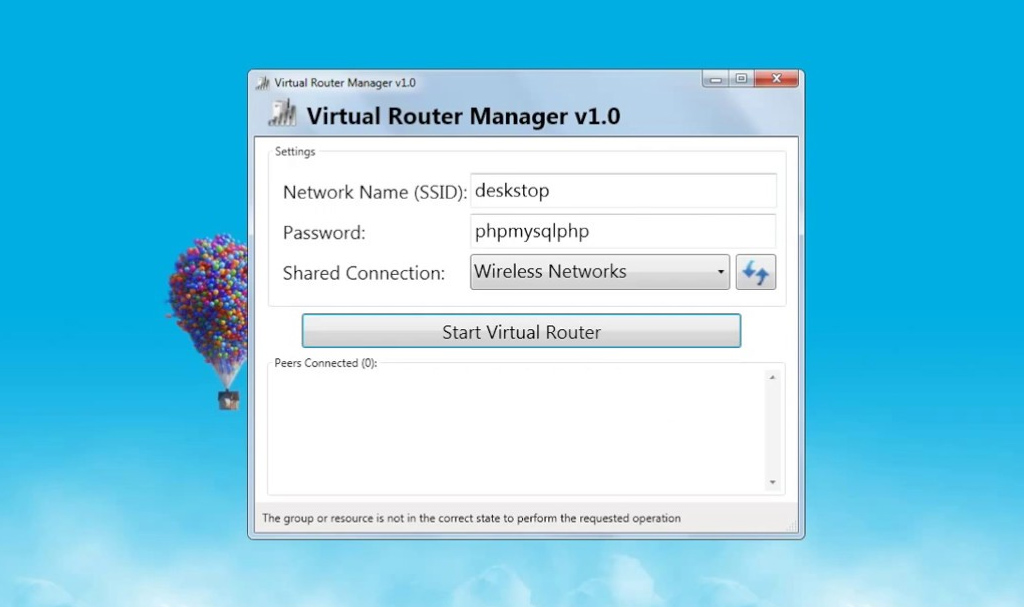 Virtual Router Manager v1.0
Virtual Router Manager v1.0
Settings
Network Name (SSID): deskstop
Password: phpmysqlphp
Shared Connection: Wireless Networks
Start Virtual Router
Peers Connected (0):
The group or resource is not in the correct state to perform the requested operation